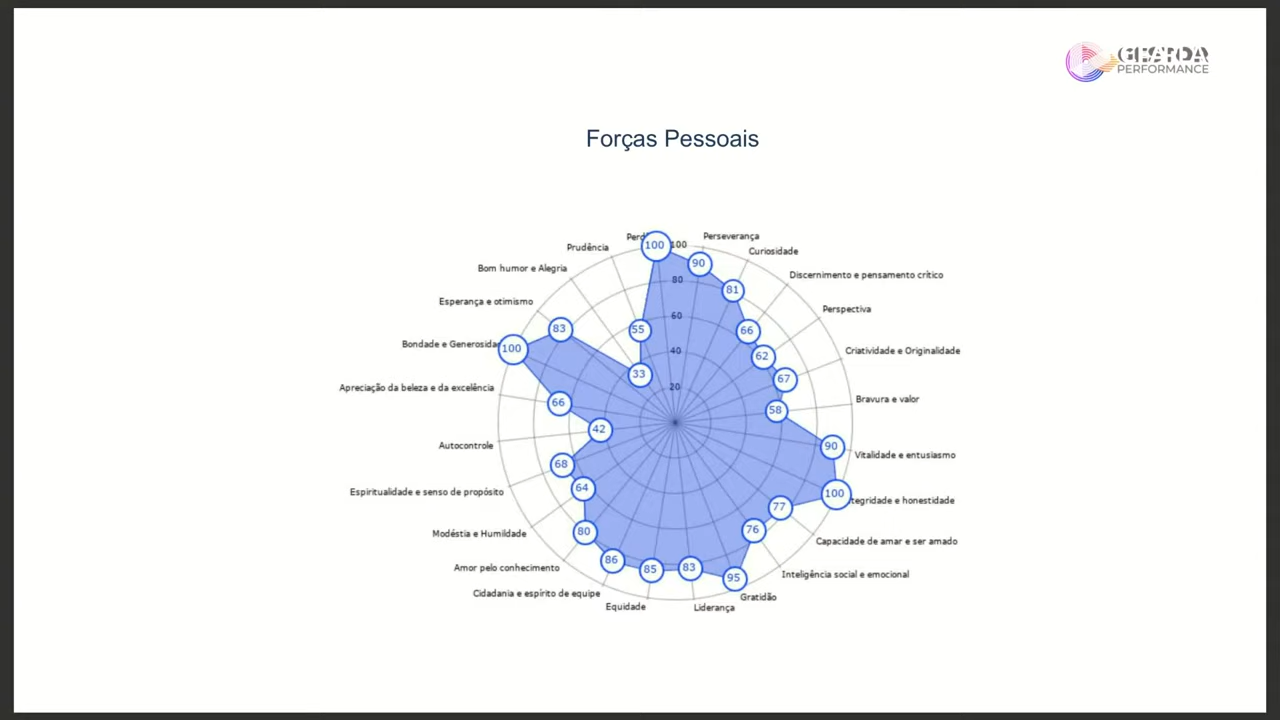 PERFORMANCE
Forças Pessoais
Perseverança
100
100
Prudência
Curiosidade
90
Bom humor e Alegria
Discernimento e pensamento crítico
80
81
Esperança e otimismo
Perspectiva
60
83
55
66
Bondade e
100
40
Criatividade e Originalidade
62
33
67
20
Apreciação da beleza e da excelência
66
58
Bravura e valor
42
Autocontrole
90
Vitalidade e entusiasmo
68
Espiritualidade e senso de propósito
64
100
honestidade
77
Modéstia e Humildade
80
76
Capacidade de amar e ser amado
Amor pelo conhecimento
86
85
83
95
Inteligência social e emocional
Cidadania e espírito de equipe
Gratidão
Equidade
Liderança